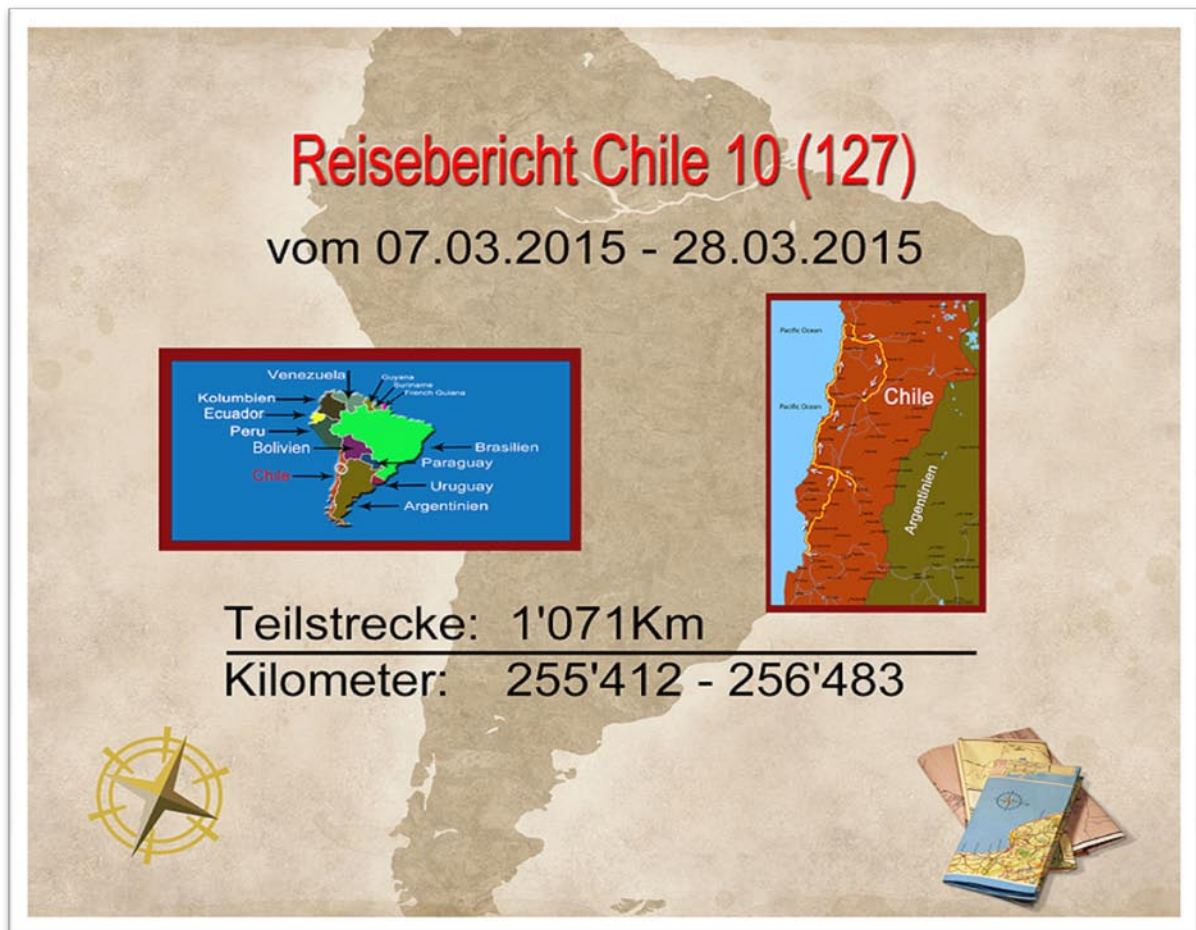 Reisebericht Chile 10 (127)
vom 07.03.2015 - 28.03.2015
Venezuela
Guyana
Suriname
French Guiana
Kolumbien
Ecuador
Peru
Bolivien
Brasilien
Paraguay
Chile
Uruguay
Argentinien
Pacific Ocean
Chile
Pacific Ocean
Argentinien
Teilstrecke: 1'071Km
Kilometer: 255'412 - 256'483